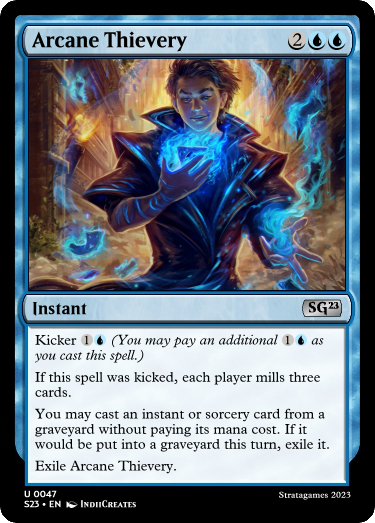 Arcane Thievery 2
Instant SG23
Kicker 1 (You may pay an additional 1 as
you cast this spell.)
If this spell was kicked, each player mills three
cards.
You may cast an instant or sorcery card from a
graveyard without paying its mana cost. If it
would be put into a graveyard this turn, exile it.
Exile Arcane Thievery.
U 0047
S23 • EN IndiiCreates
Stratagames 2023